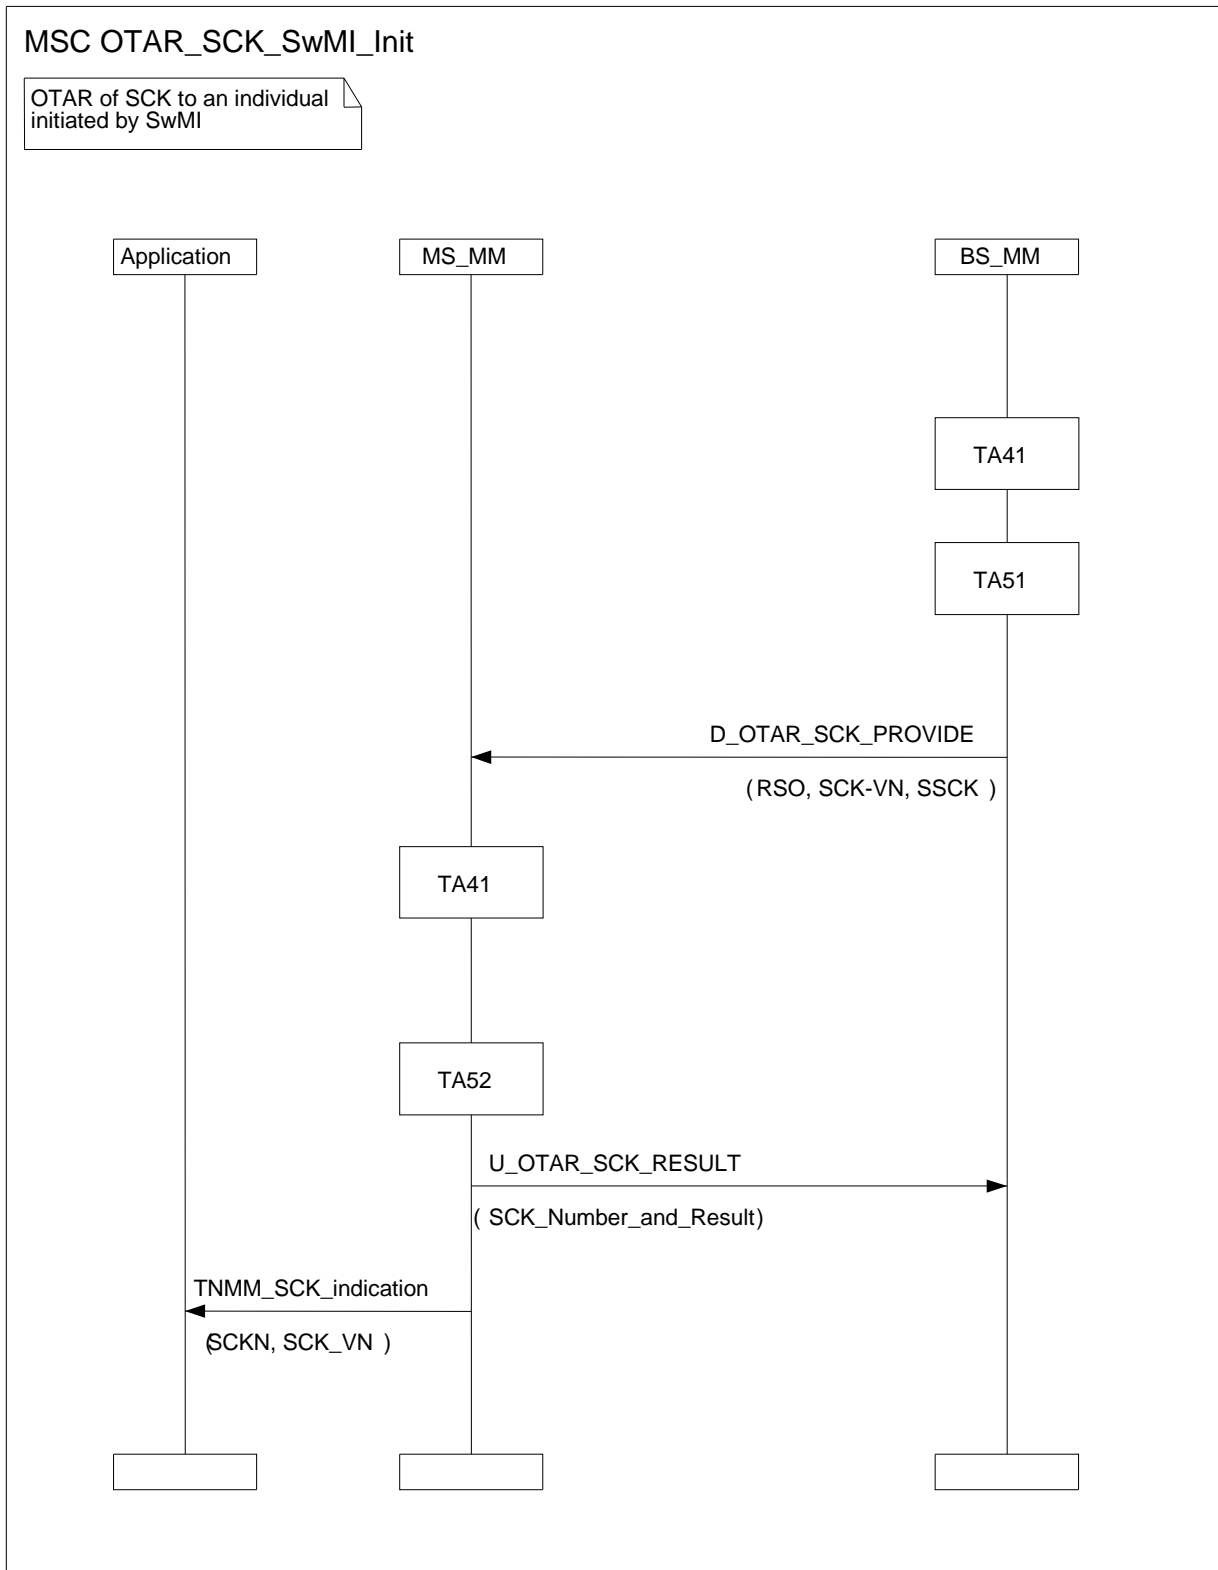 MSC OTAR_SCK_SwMI_Init
OTAR of SCK to an individual
initiated by SwMI
Application
MS_MM
BS_MM
TA41
TA51
D_OTAR_SCK_PROVIDE
(RSO, SCK-VN, SSCK )
TA41
TA52
U_OTAR_SCK_RESULT
( SCK_Number_and_Result)
TNMM_SCK_indication
(SCKN, SCK_VN )